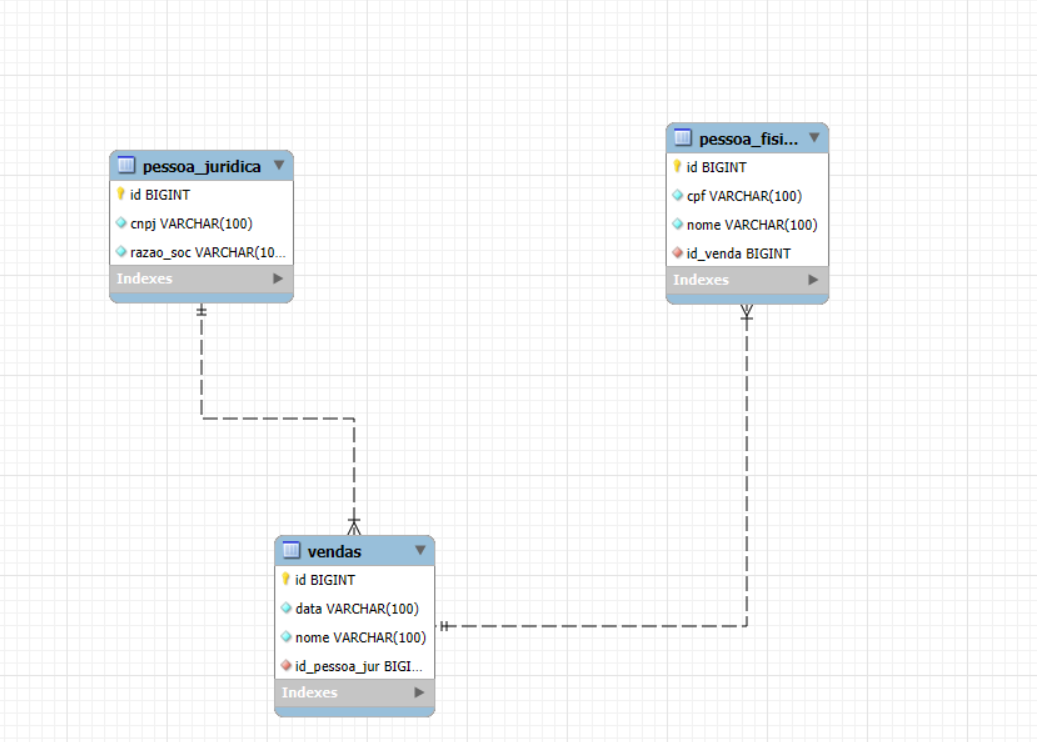 pessoa_juridica
id BIGINT
cnpj VARCHAR(100)
razao_soc VARCHAR(10...
Indexes
pessoa_fisi...
id BIGINT
cpf VARCHAR(100)
nome VARCHAR(100)
id_venda BIGINT
Indexes
vendas
id BIGINT
data VARCHAR(100)
nome VARCHAR(100)
id_pessoa_jur BIGI...
Indexes